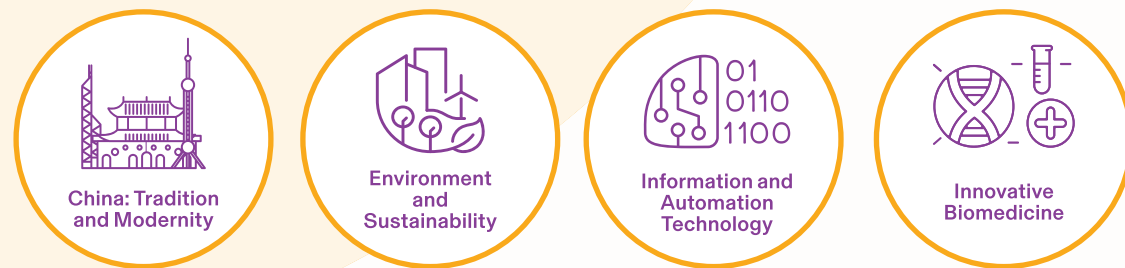 China: Tradition
and Modernity
Environment
and
Sustainability
01
0110
1100
Information and
Automation
Technology
Innovative
Biomedicine